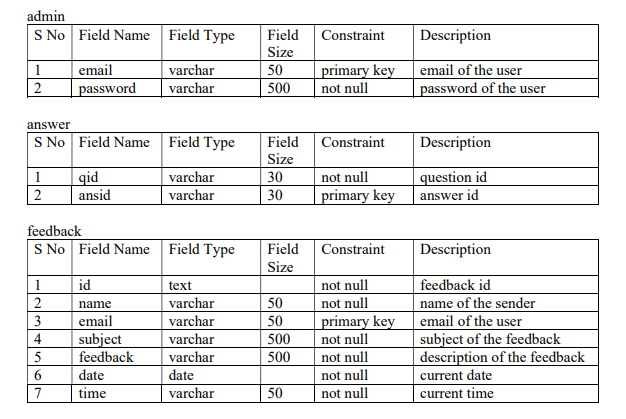 admin
S No Field Name Field Type Field Size Constraint Description
1 email varchar 50 primary key email of the user
2 password varchar 500 not null password of the user
answer
S No Field Name Field Type Field Size Constraint Description
1 qid varchar 30 not null question id
2 ansid varchar 30 primary key answer id
feedback
S No Field Name Field Type Field Size Constraint Description
1 id text not null feedback id
2 name varchar 50 not null name of the sender
3 email varchar 50 primary key email of the user
4 subject varchar 500 not null subject of the feedback
5 feedback varchar 500 not null description of the feedback
6 date date not null current date
7 time varchar 50 not null current time